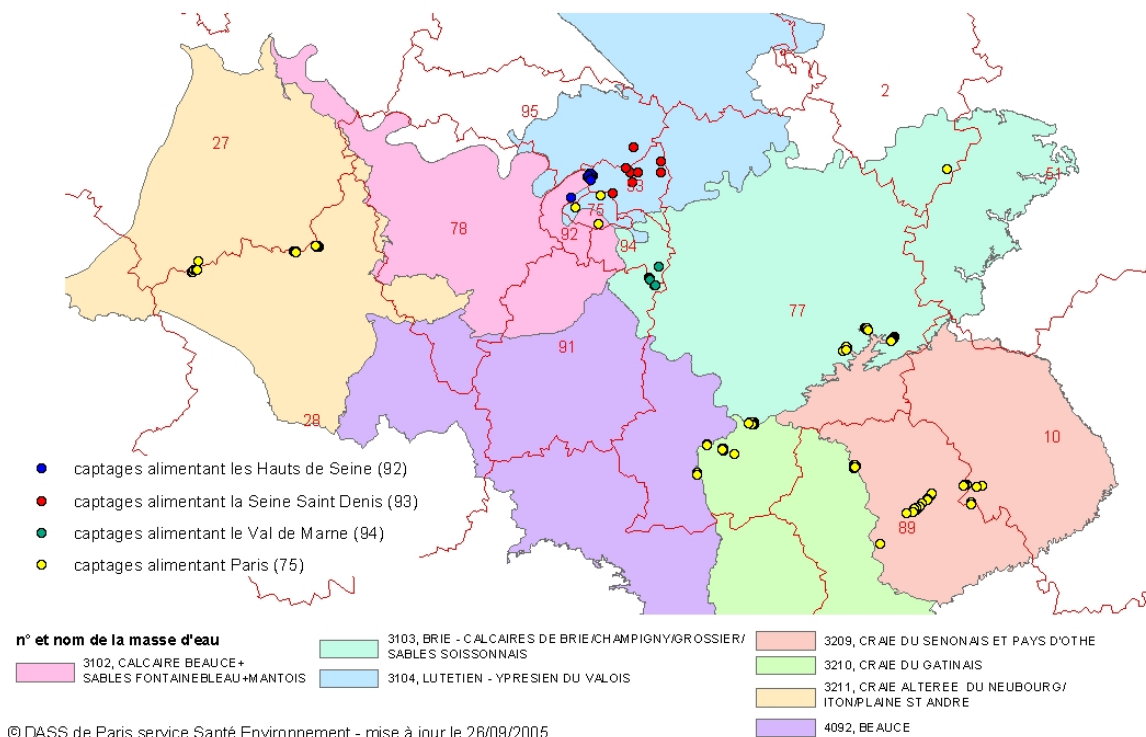 95
2
27
51
93
75
78
92
94
77
91
28
10
89
captages alimentant les Hauts de Seine (92)
captages alimentant la Seine Saint Denis (93)
captages alimentant le Val de Marne (94)
captages alimentant Paris (75)
n° et nom de la masse d'eau
3102, CALCAIRE BEAUCE+
SABLES FONTAINEBLEAU+MANTOIS
3103, BRIE - CALCAIRES DE BRIE/CHAMPIGNY/GROSSIER/
SABLES SOISSONNAIS
3104, LUTETIEN - YPRESIEN DU VALOIS
3209, CRAIE DU SENONAIS ET PAYS D'OTHE
3210, CRAIE DU GATINAIS
3211, CRAIE ALTEREE DU NEUBOURG/
ITON/PLAINE ST ANDRE
4092, BEAUCE
© DASS de Paris service Santé Environnement - mise à jour le 26/09/2005